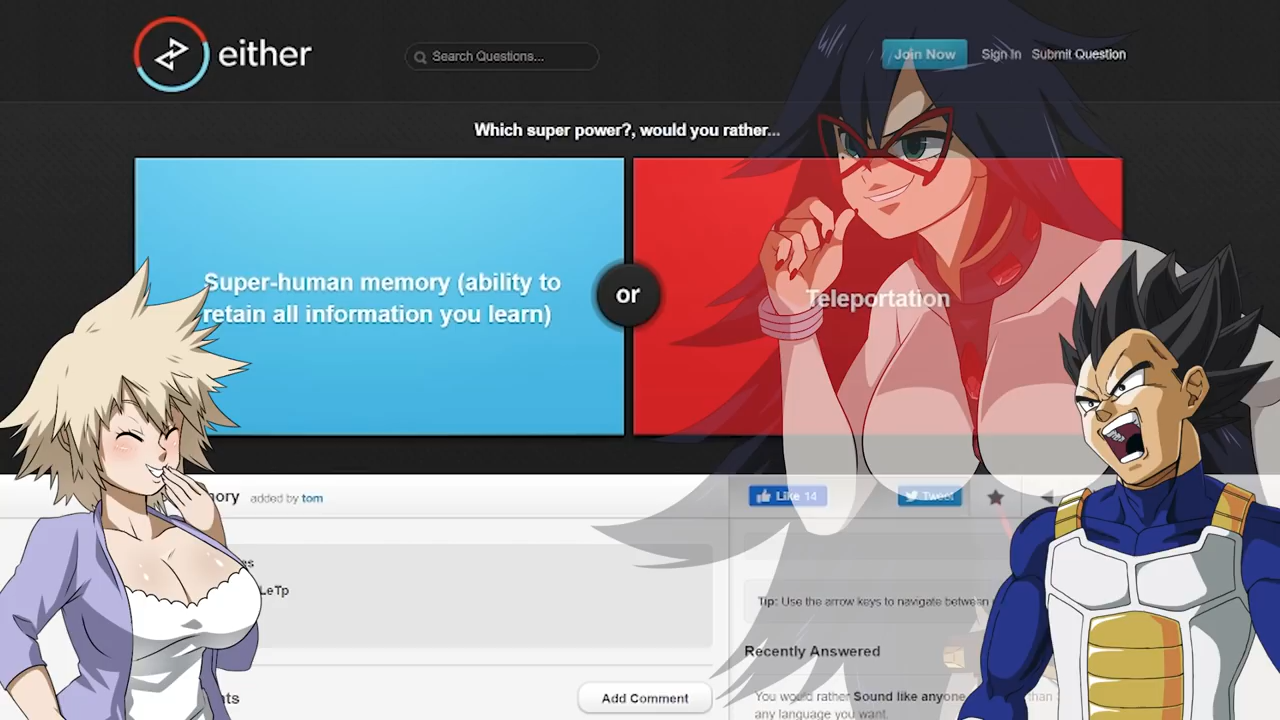 either
Search Questions...
Join Now
Sign In
Submit Question
Which super power?, would you rather...
Super-human memory (ability to
retain all information you learn)
or
Teleportation
added by tom
Like 14
Tweet
LeTp
Tip: Use the arrow keys to navigate between
Recently Answered
Add Comment
You would rather Sound like anyone than
any language you want.